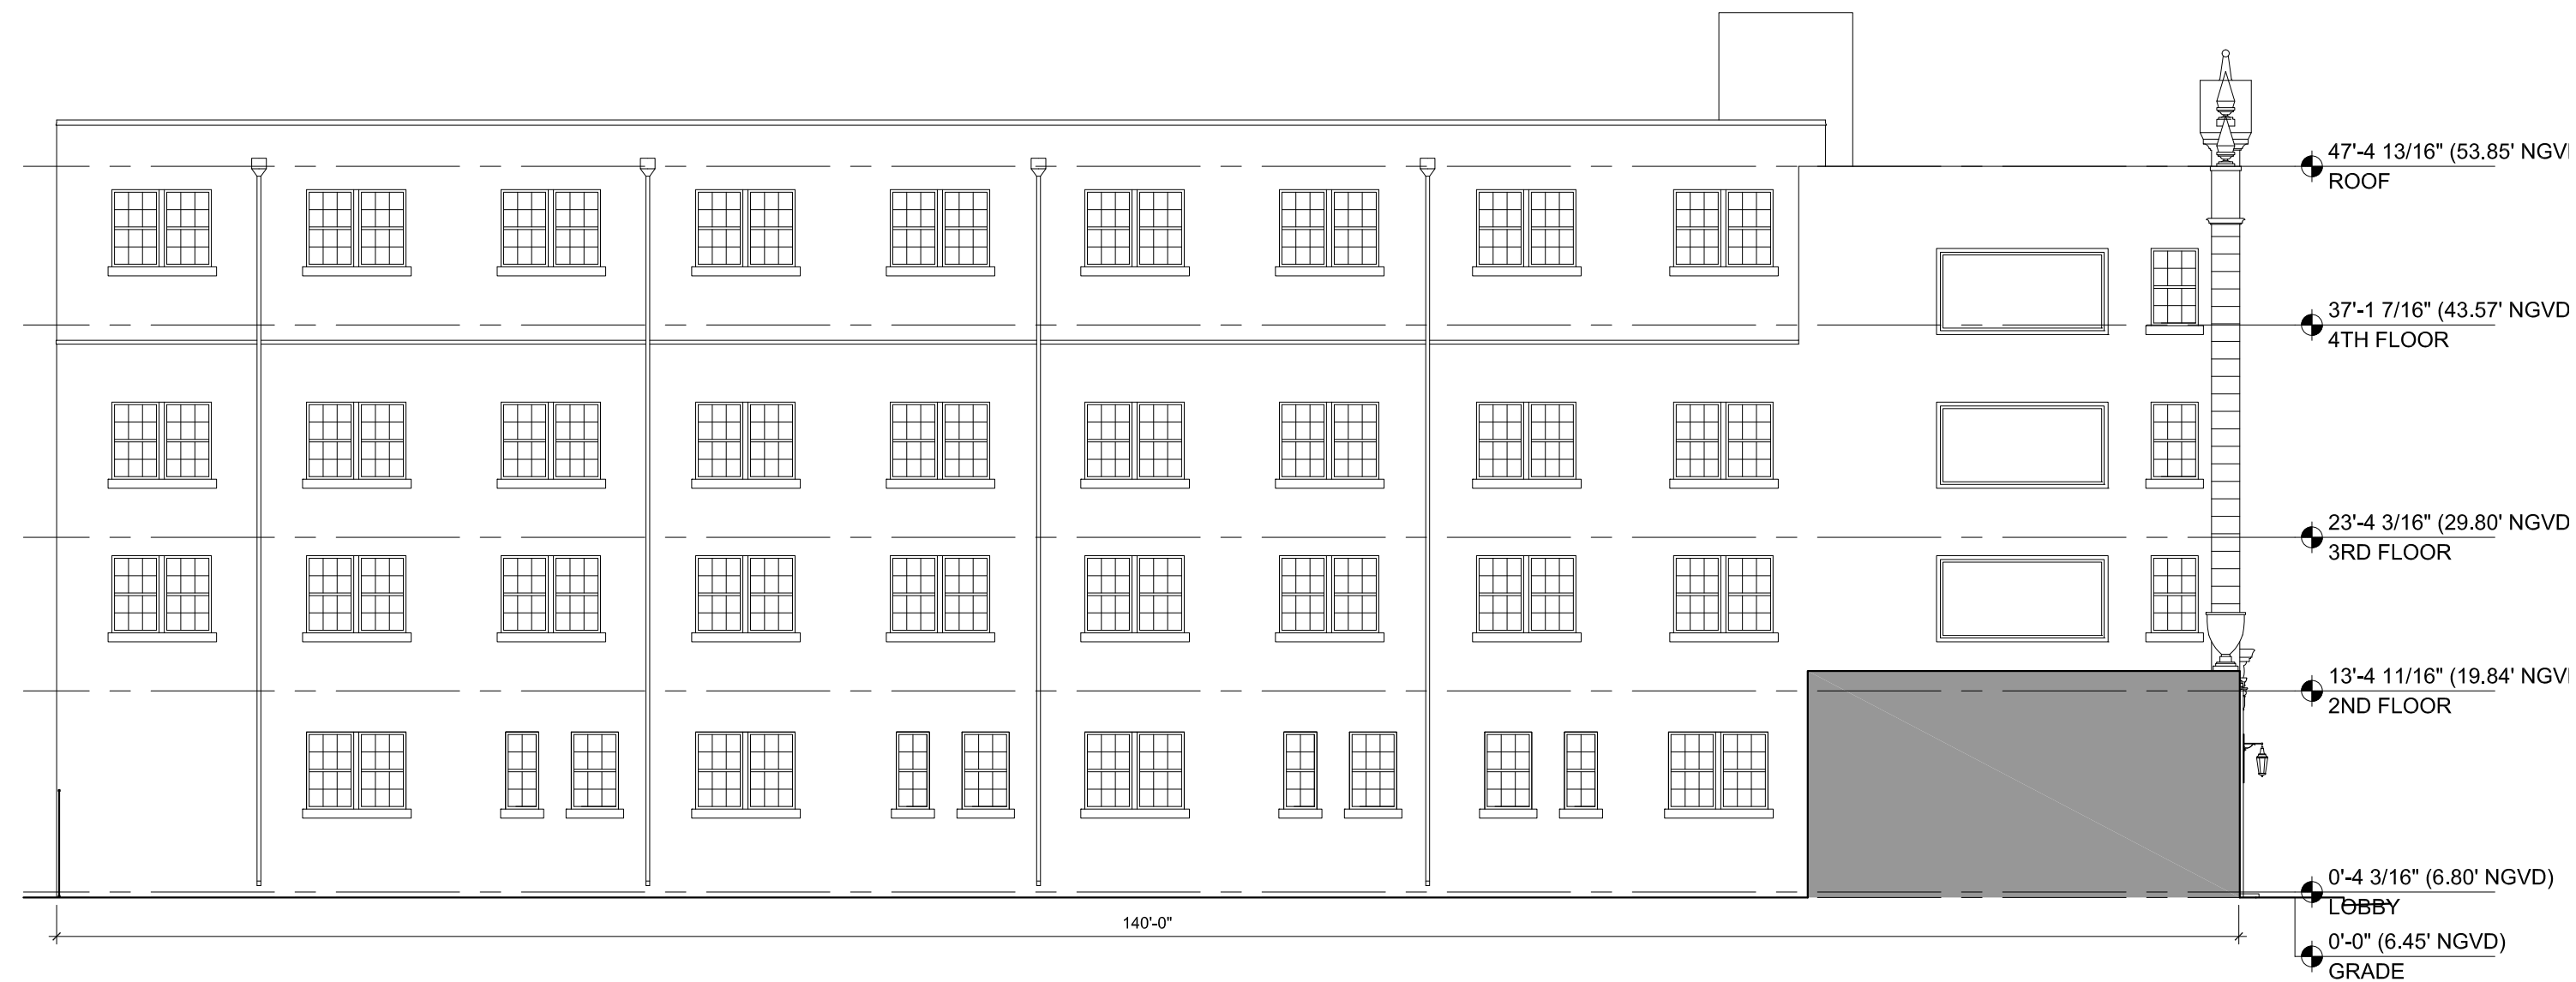 47'-4 13/16" (53.85' NGV
ROOF
37'-1 7/16" (43.57' NGVD
4TH FLOOR
23'-4 3/16" (29.80' NGVD
3RD FLOOR
13'-4 11/16" (19.84' NGV
2ND FLOOR
0'-4 3/16" (6.80' NGVD)
LOBBY
140'-0"
0'-0" (6.45' NGVD)
GRADE